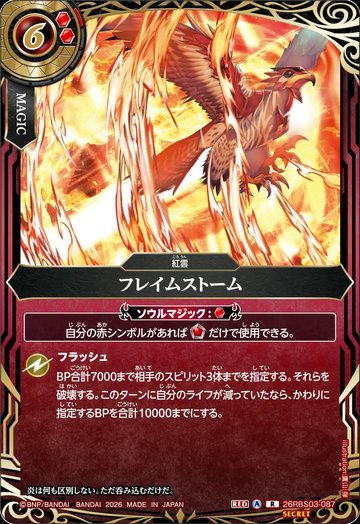 6
MAGIC
紅雲
フレイムストーム
ソウルマジック:
自分の赤シンボルがあれば だけで使用できる。
フラッシュ
BP合計7000まで相手のスピリット3体までを指定する。それらを
破壊する。このターンに自分のライフが減っていたなら、かわりに
指定するBPを合計10000までにする。
炎は何も区別しない。ただ呑み込むだけだ。
©BNP/BANDAI BANDAI 2026 MADE IN JAPAN
RED A R 26RBS03-087
SECRET